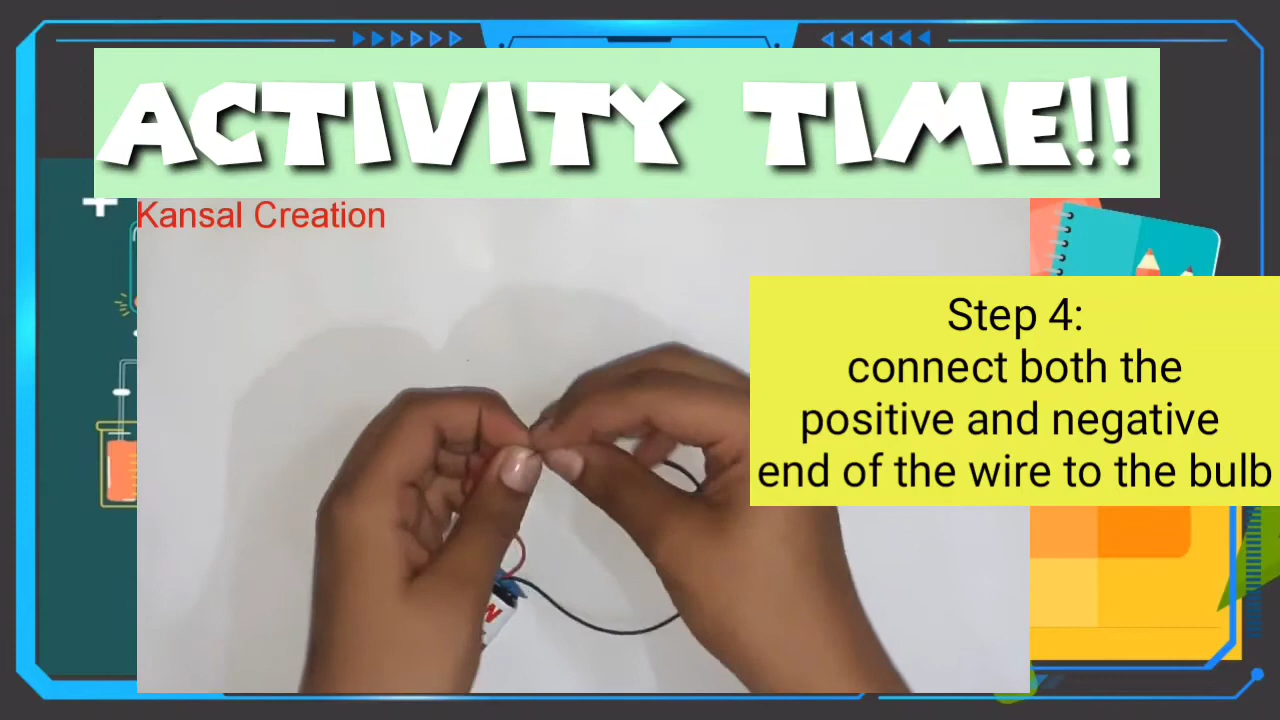 ACTIVITY TIME!!
Kansal Creation
Step 4:
connect both the
positive and negative
end of the wire to the bulb